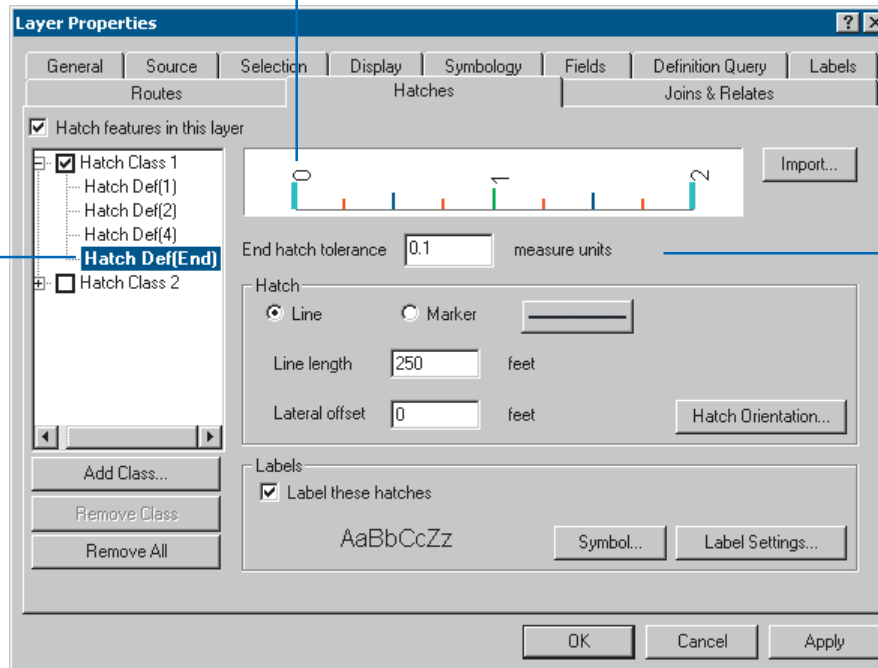 Layer Properties
?
General Source Selection Display Symbology Fields Definition Query Labels
Routes Hatches Joins & Relates
Hatch features in this layer
Hatch Class 1
Hatch Def(1)
Hatch Def(2)
Hatch Def(4)
Hatch Def(End)
Hatch Class 2
0 1 2
Import...
End hatch tolerance 0.1 measure units
Hatch
Line Marker
Line length 250 feet
Lateral offset 0 feet
Hatch Orientation...
Add Class...
Remove Class
Remove All
Labels
Label these hatches
AaBbCcZz
Symbol...
Label Settings...
OK Cancel Apply